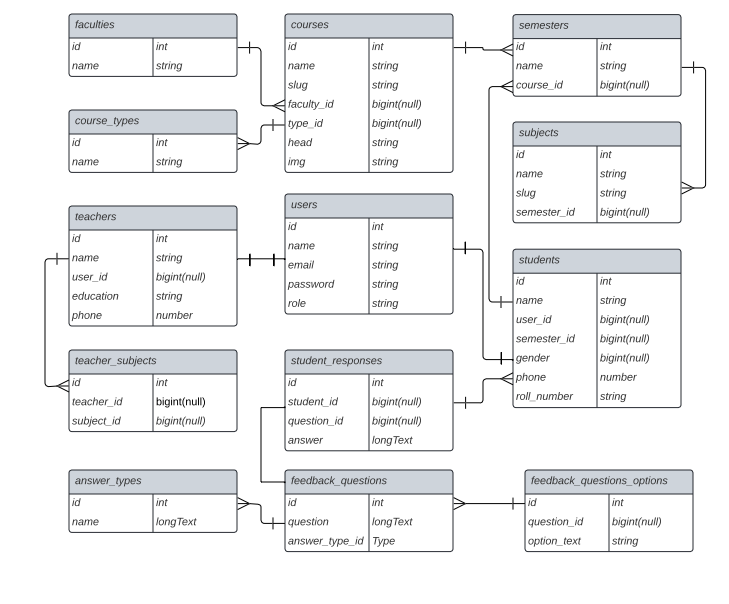 faculties
id int
name string
courses
id int
name string
slug string
faculty_id bigint(null)
type_id bigint(null)
head string
img string
semesters
id int
name string
course_id bigint(null)
course_types
id int
name string
subjects
id int
name string
slug string
semester_id bigint(null)
teachers
id int
name string
user_id bigint(null)
education string
phone number
users
id int
name string
email string
password string
role string
students
id int
name string
user_id bigint(null)
semester_id bigint(null)
gender bigint(null)
phone number
roll_number string
teacher_subjects
id int
teacher_id bigint(null)
subject_id bigint(null)
student_responses
id int
student_id bigint(null)
question_id bigint(null)
answer longText
answer_types
id int
name longText
feedback_questions
id int
question longText
answer_type_id Type
feedback_questions_options
id int
question_id bigint(null)
option_text string